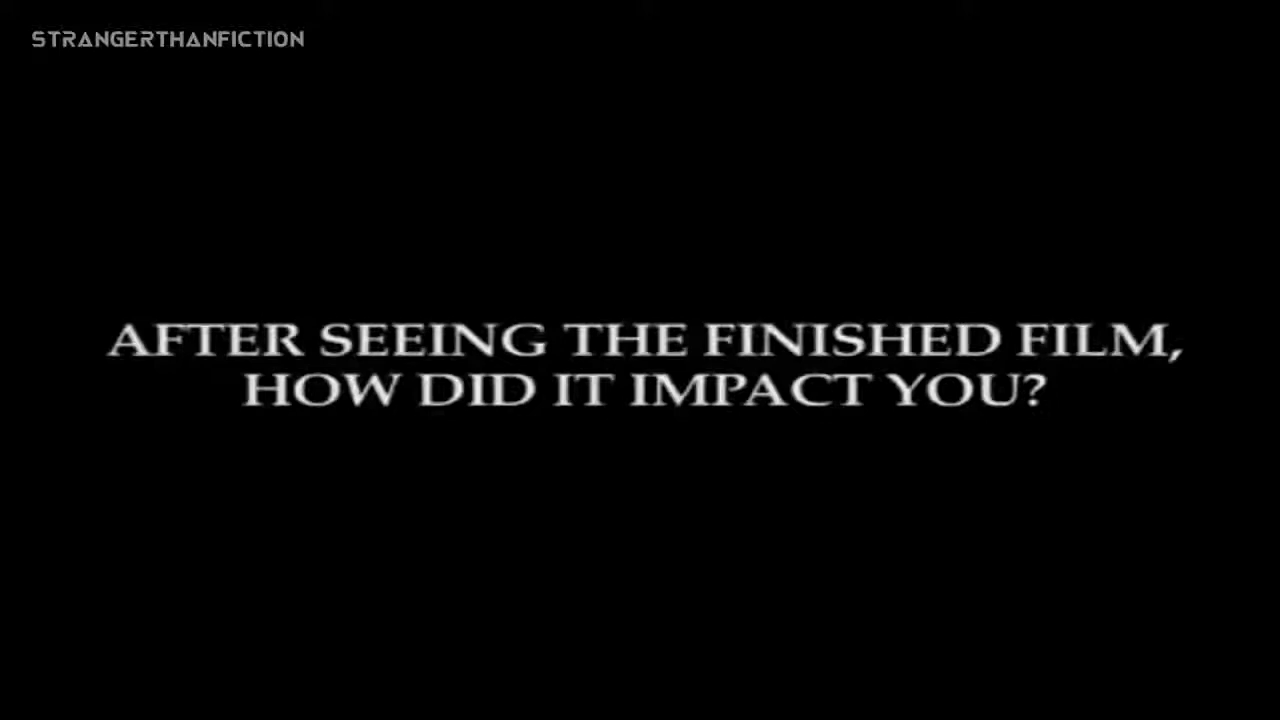 STRANGERTHANFICTION
AFTER SEEING THE FINISHED FILM,
HOW DID IT IMPACT YOU?